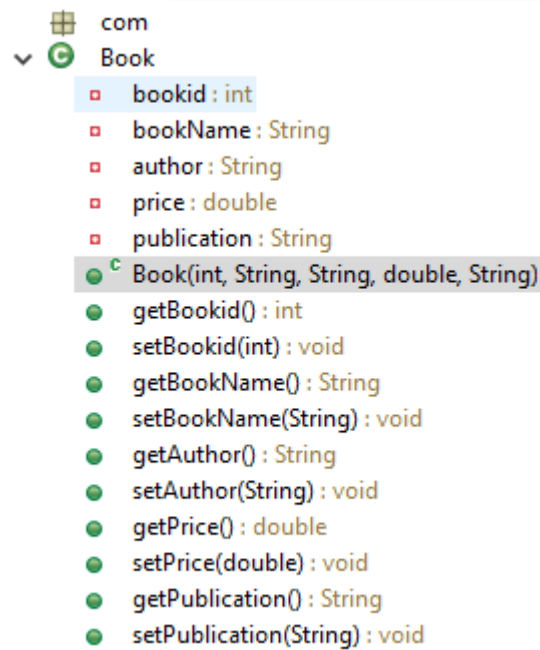 com
C Book
bookid : int
bookName : String
author : String
price : double
publication : String
C Book(int, String, String, double, String)
getBookid() : int
setBookid(int) : void
getBookName() : String
setBookName(String) : void
getAuthor() : String
setAuthor(String) : void
getPrice() : double
setPrice(double) : void
getPublication() : String
setPublication(String) : void